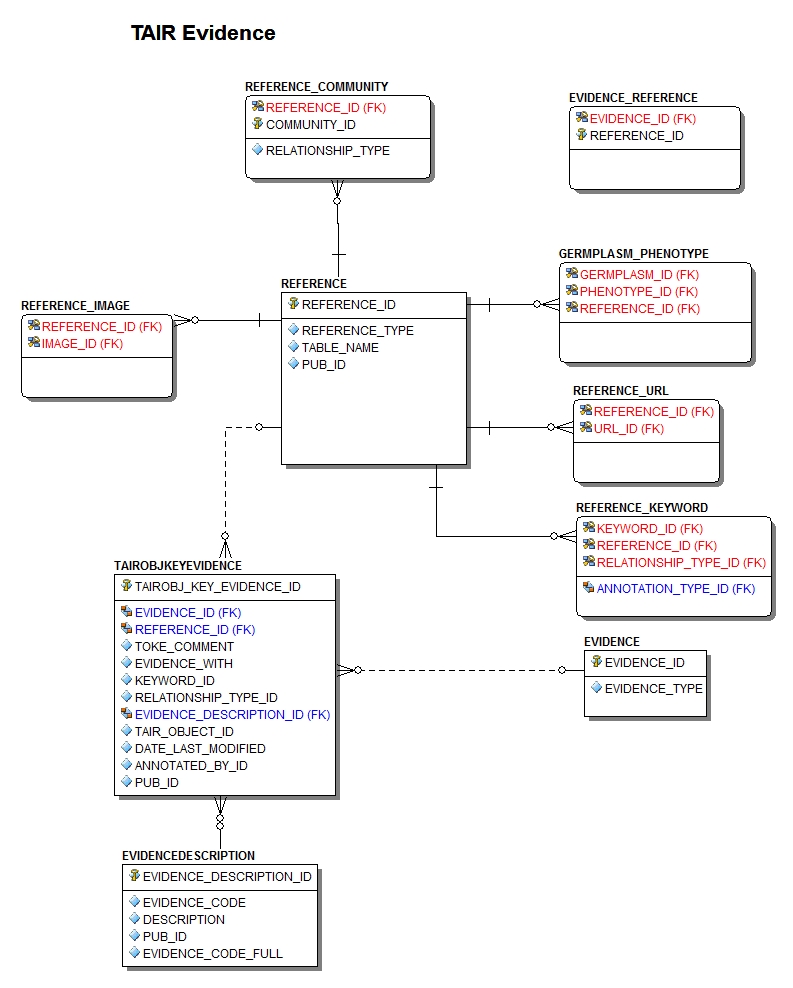 TAIR Evidence
REFERENCE_COMMUNITY
REFERENCE_ID (FK)
COMMUNITY_ID
RELATIONSHIP_TYPE
EVIDENCE_REFERENCE
EVIDENCE_ID (FK)
REFERENCE_ID
GERMPLASM_PHENOTYPE
GERMPLASM_ID (FK)
PHENOTYPE_ID (FK)
REFERENCE_ID (FK)
REFERENCE
REFERENCE_ID
REFERENCE_TYPE
TABLE_NAME
PUB_ID
REFERENCE_IMAGE
REFERENCE_ID (FK)
IMAGE_ID (FK)
REFERENCE_URL
REFERENCE_ID (FK)
URL_ID (FK)
REFERENCE_KEYWORD
KEYWORD_ID (FK)
REFERENCE_ID (FK)
RELATIONSHIP_TYPE_ID (FK)
ANNOTATION_TYPE_ID (FK)
TAIROBJKEYEVIDENCE
TAIROBJ_KEY_EVIDENCE_ID
EVIDENCE_ID (FK)
REFERENCE_ID (FK)
TOKE_COMMENT
EVIDENCE_WITH
KEYWORD_ID
RELATIONSHIP_TYPE_ID
EVIDENCE_DESCRIPTION_ID (FK)
TAIR_OBJECT_ID
DATE_LAST_MODIFIED
ANNOTATED_BY_ID
PUB_ID
EVIDENCE
EVIDENCE_ID
EVIDENCE_TYPE
EVIDENCEDESCRIPTION
EVIDENCE_DESCRIPTION_ID
EVIDENCE_CODE
DESCRIPTION
PUB_ID
EVIDENCE_CODE_FULL